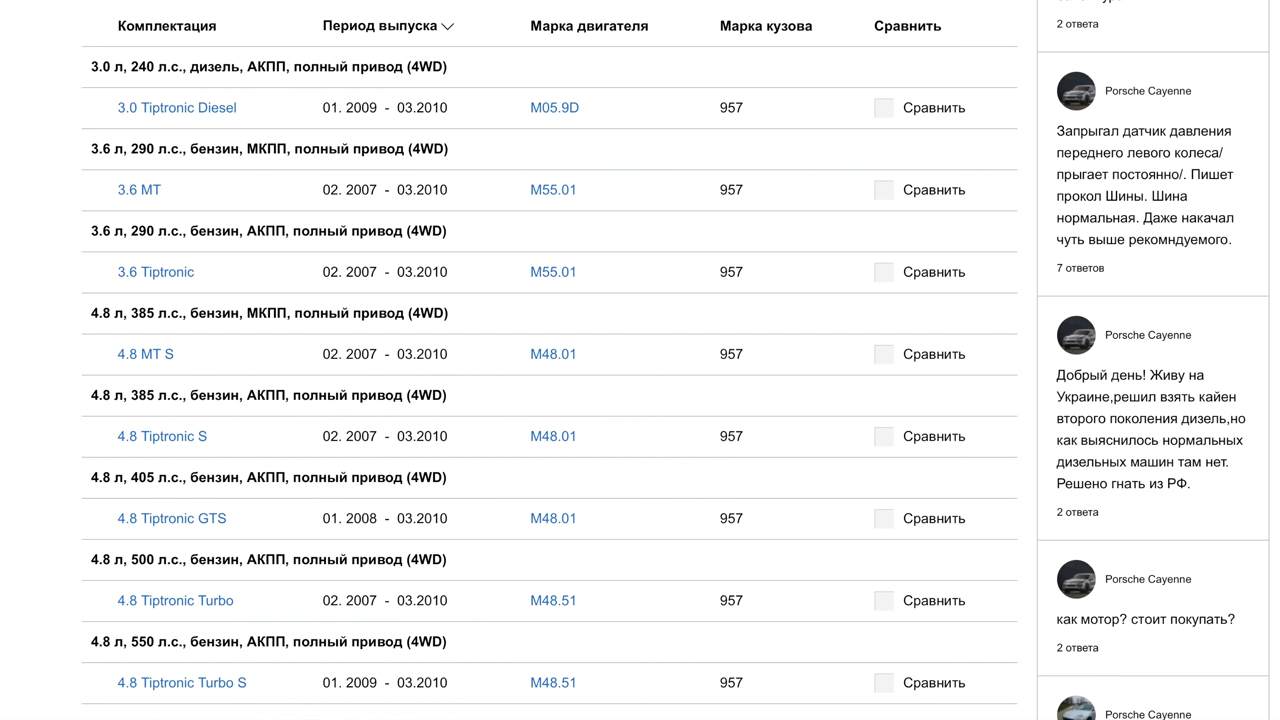 Комплектация Период выпуска Марка двигателя Марка кузова Сравнить
3.0 л, 240 л.с., дизель, АКПП, полный привод (4WD)
3.0 Tiptronic Diesel 01. 2009 - 03.2010 M05.9D 957 Сравнить
3.6 л, 290 л.с., бензин, МКПП, полный привод (4WD)
3.6 MT 02. 2007 - 03.2010 M55.01 957 Сравнить
3.6 л, 290 л.с., бензин, АКПП, полный привод (4WD)
3.6 Tiptronic 02. 2007 - 03.2010 M55.01 957 Сравнить
4.8 л, 385 л.с., бензин, МКПП, полный привод (4WD)
4.8 MT S 02. 2007 - 03.2010 M48.01 957 Сравнить
4.8 л, 385 л.с., бензин, АКПП, полный привод (4WD)
4.8 Tiptronic S 02. 2007 - 03.2010 M48.01 957 Сравнить
4.8 л, 405 л.с., бензин, АКПП, полный привод (4WD)
4.8 Tiptronic GTS 01. 2008 - 03.2010 M48.01 957 Сравнить
4.8 л, 500 л.с., бензин, АКПП, полный привод (4WD)
4.8 Tiptronic Turbo 02. 2007 - 03.2010 M48.51 957 Сравнить
4.8 л, 550 л.с., бензин, АКПП, полный привод (4WD)
4.8 Tiptronic Turbo S 01. 2009 - 03.2010 M48.51 957 Сравнить
2 ответа
Porsche Cayenne
Запрыгал датчик давления
переднего левого колеса/
прыгает постоянно/. Пишет
прокол Шины. Шина
нормальная. Даже накачал
чуть выше рекомндуемого.
7 ответов
Porsche Cayenne
Добрый день! Живу на
Украине,решил взять кайен
второго поколения дизель,но
как выяснилось нормальных
дизельных машин там нет.
Решено гнать из РФ.
2 ответа
Porsche Cayenne
как мотор? стоит покупать?
2 ответа
Porsche Cayenne